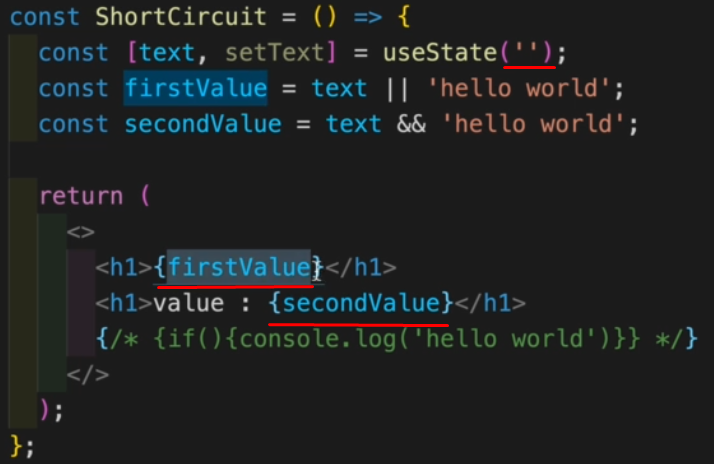 const ShortCircuit = () => {
const [text, setText] = useState('');
const firstValue = text || 'hello world';
const secondValue = text && 'hello world';
return (
<>
<h1>{firstValue}</h1>
<h1>value : {secondValue}</h1>
{/* {if(){console.log('hello world')}} */}
</>
);
};